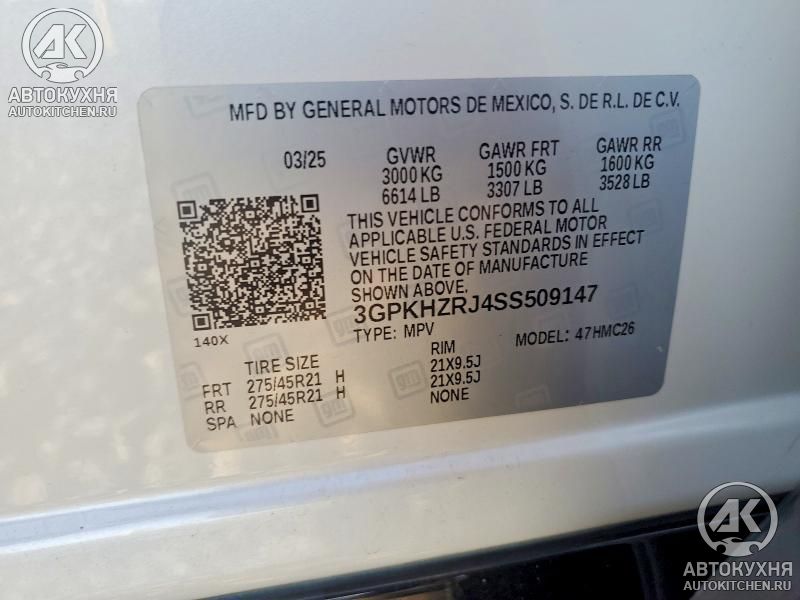 АК
АВТОКУХНЯ
AUTOKITCHEN.RU
MFD BY GENERAL MOTORS DE MEXICO, S. DE R.L. DE C.V.
03/25 GVWR GAWR FRT GAWR RR
3000 KG 1500 KG 1600 KG
6614 LB 3307 LB 3528 LB
THIS VEHICLE CONFORMS TO ALL
APPLICABLE U.S. FEDERAL MOTOR
VEHICLE SAFETY STANDARDS IN EFFECT
ON THE DATE OF MANUFACTURE
SHOWN ABOVE.
3GPKHZRJ4SS509147
140X TYPE: MPV MODEL: 47HMC26
TIRE SIZE RIM
FRT 275/45R21 H 21X9.5J
RR 275/45R21 H 21X9.5J
SPA NONE NONE
АК
АВТОКУХНЯ
AUTOKITCHEN.RU